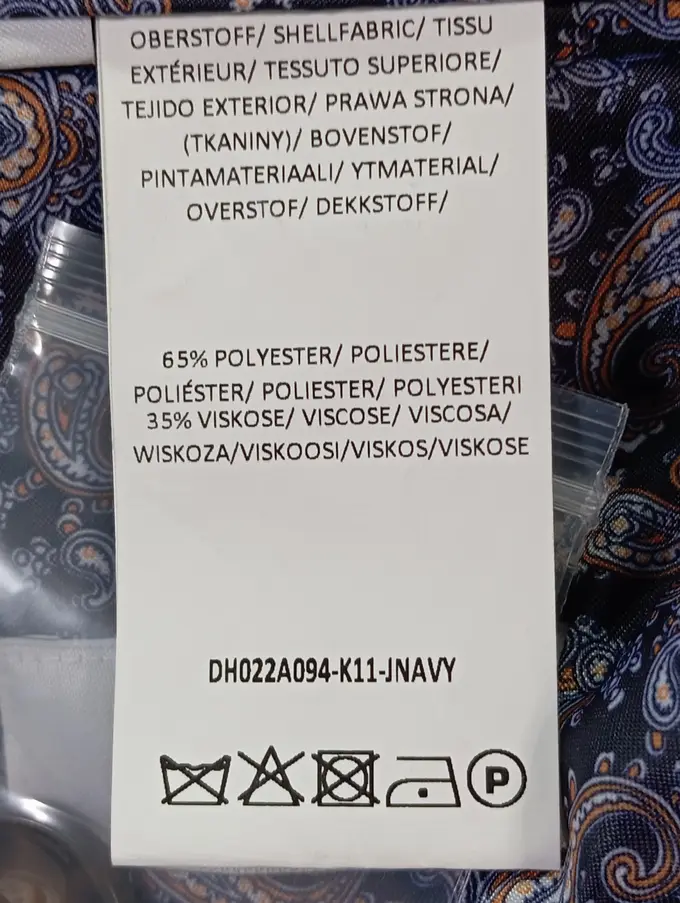 OBERSTOFF/ SHELLFABRIC/ TISSU
EXTÉRIEUR/ TESSUTO SUPERIORE/
TEJIDO EXTERIOR/ PRAWA STRONA/
(TKANINY)/ BOVENSTOF/
PINTAMATERIAALI/ YTMATERIAL/
OVERSTOF/ DEKKSTOFF/
65% POLYESTER/ POLIESTERE/
POLIÉSTER/ POLIESTER/ POLYESTERI
35% VISKOSE/ VISCOSE/ VISCOSA/
WISKOZA/VISKOOSI/VISKOS/VISKOSE
DH022A094-K11-JNAVY
P